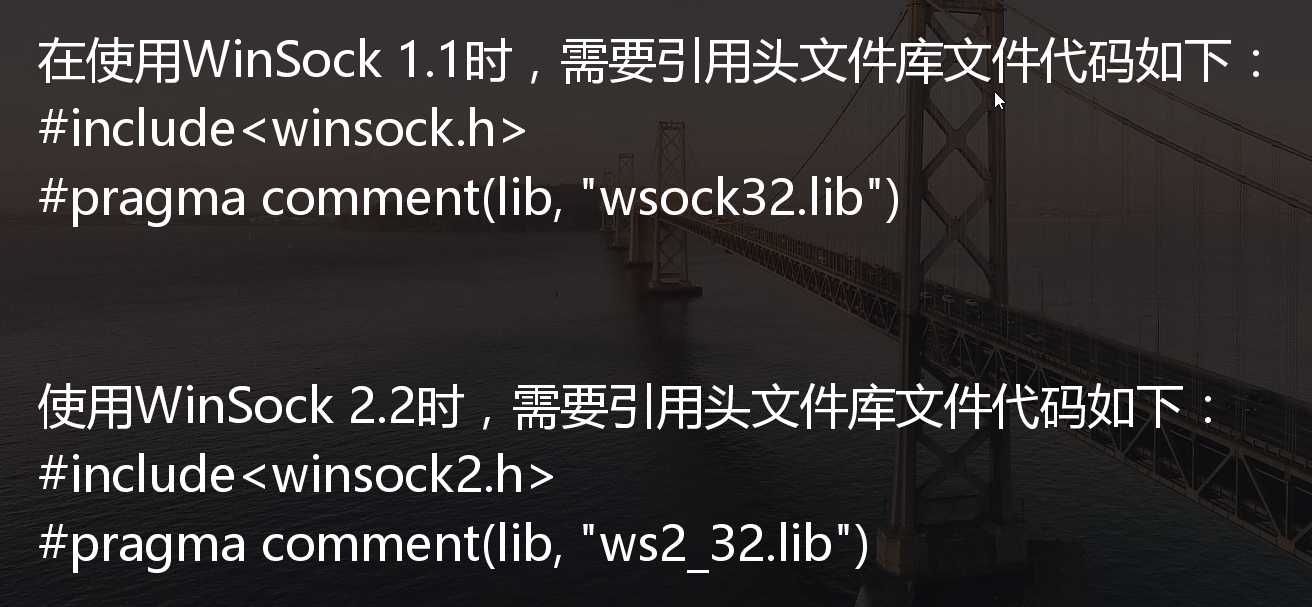 在使用WinSock 1.1时，需要引用头文件库文件代码如下：
#include<winsock.h>
#pragma comment(lib, "wsock32.lib")
使用WinSock 2.2时，需要引用头文件库文件代码如下：
#include<winsock2.h>
#pragma comment(lib, "ws2_32.lib")